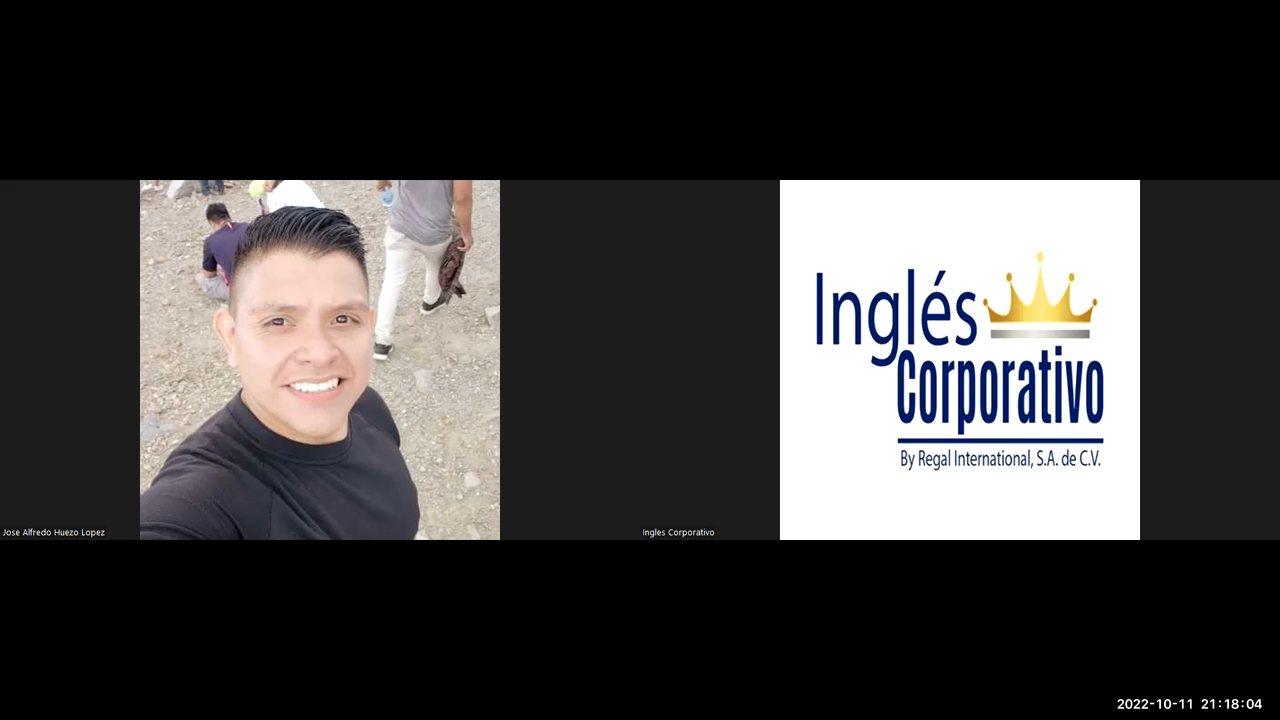 Inglés
Corporativo
By Regal International, S.A. de C.V.
Jose Alfredo Huezo Lopez
Ingles Corporativo
2022-10-11 21:18:04